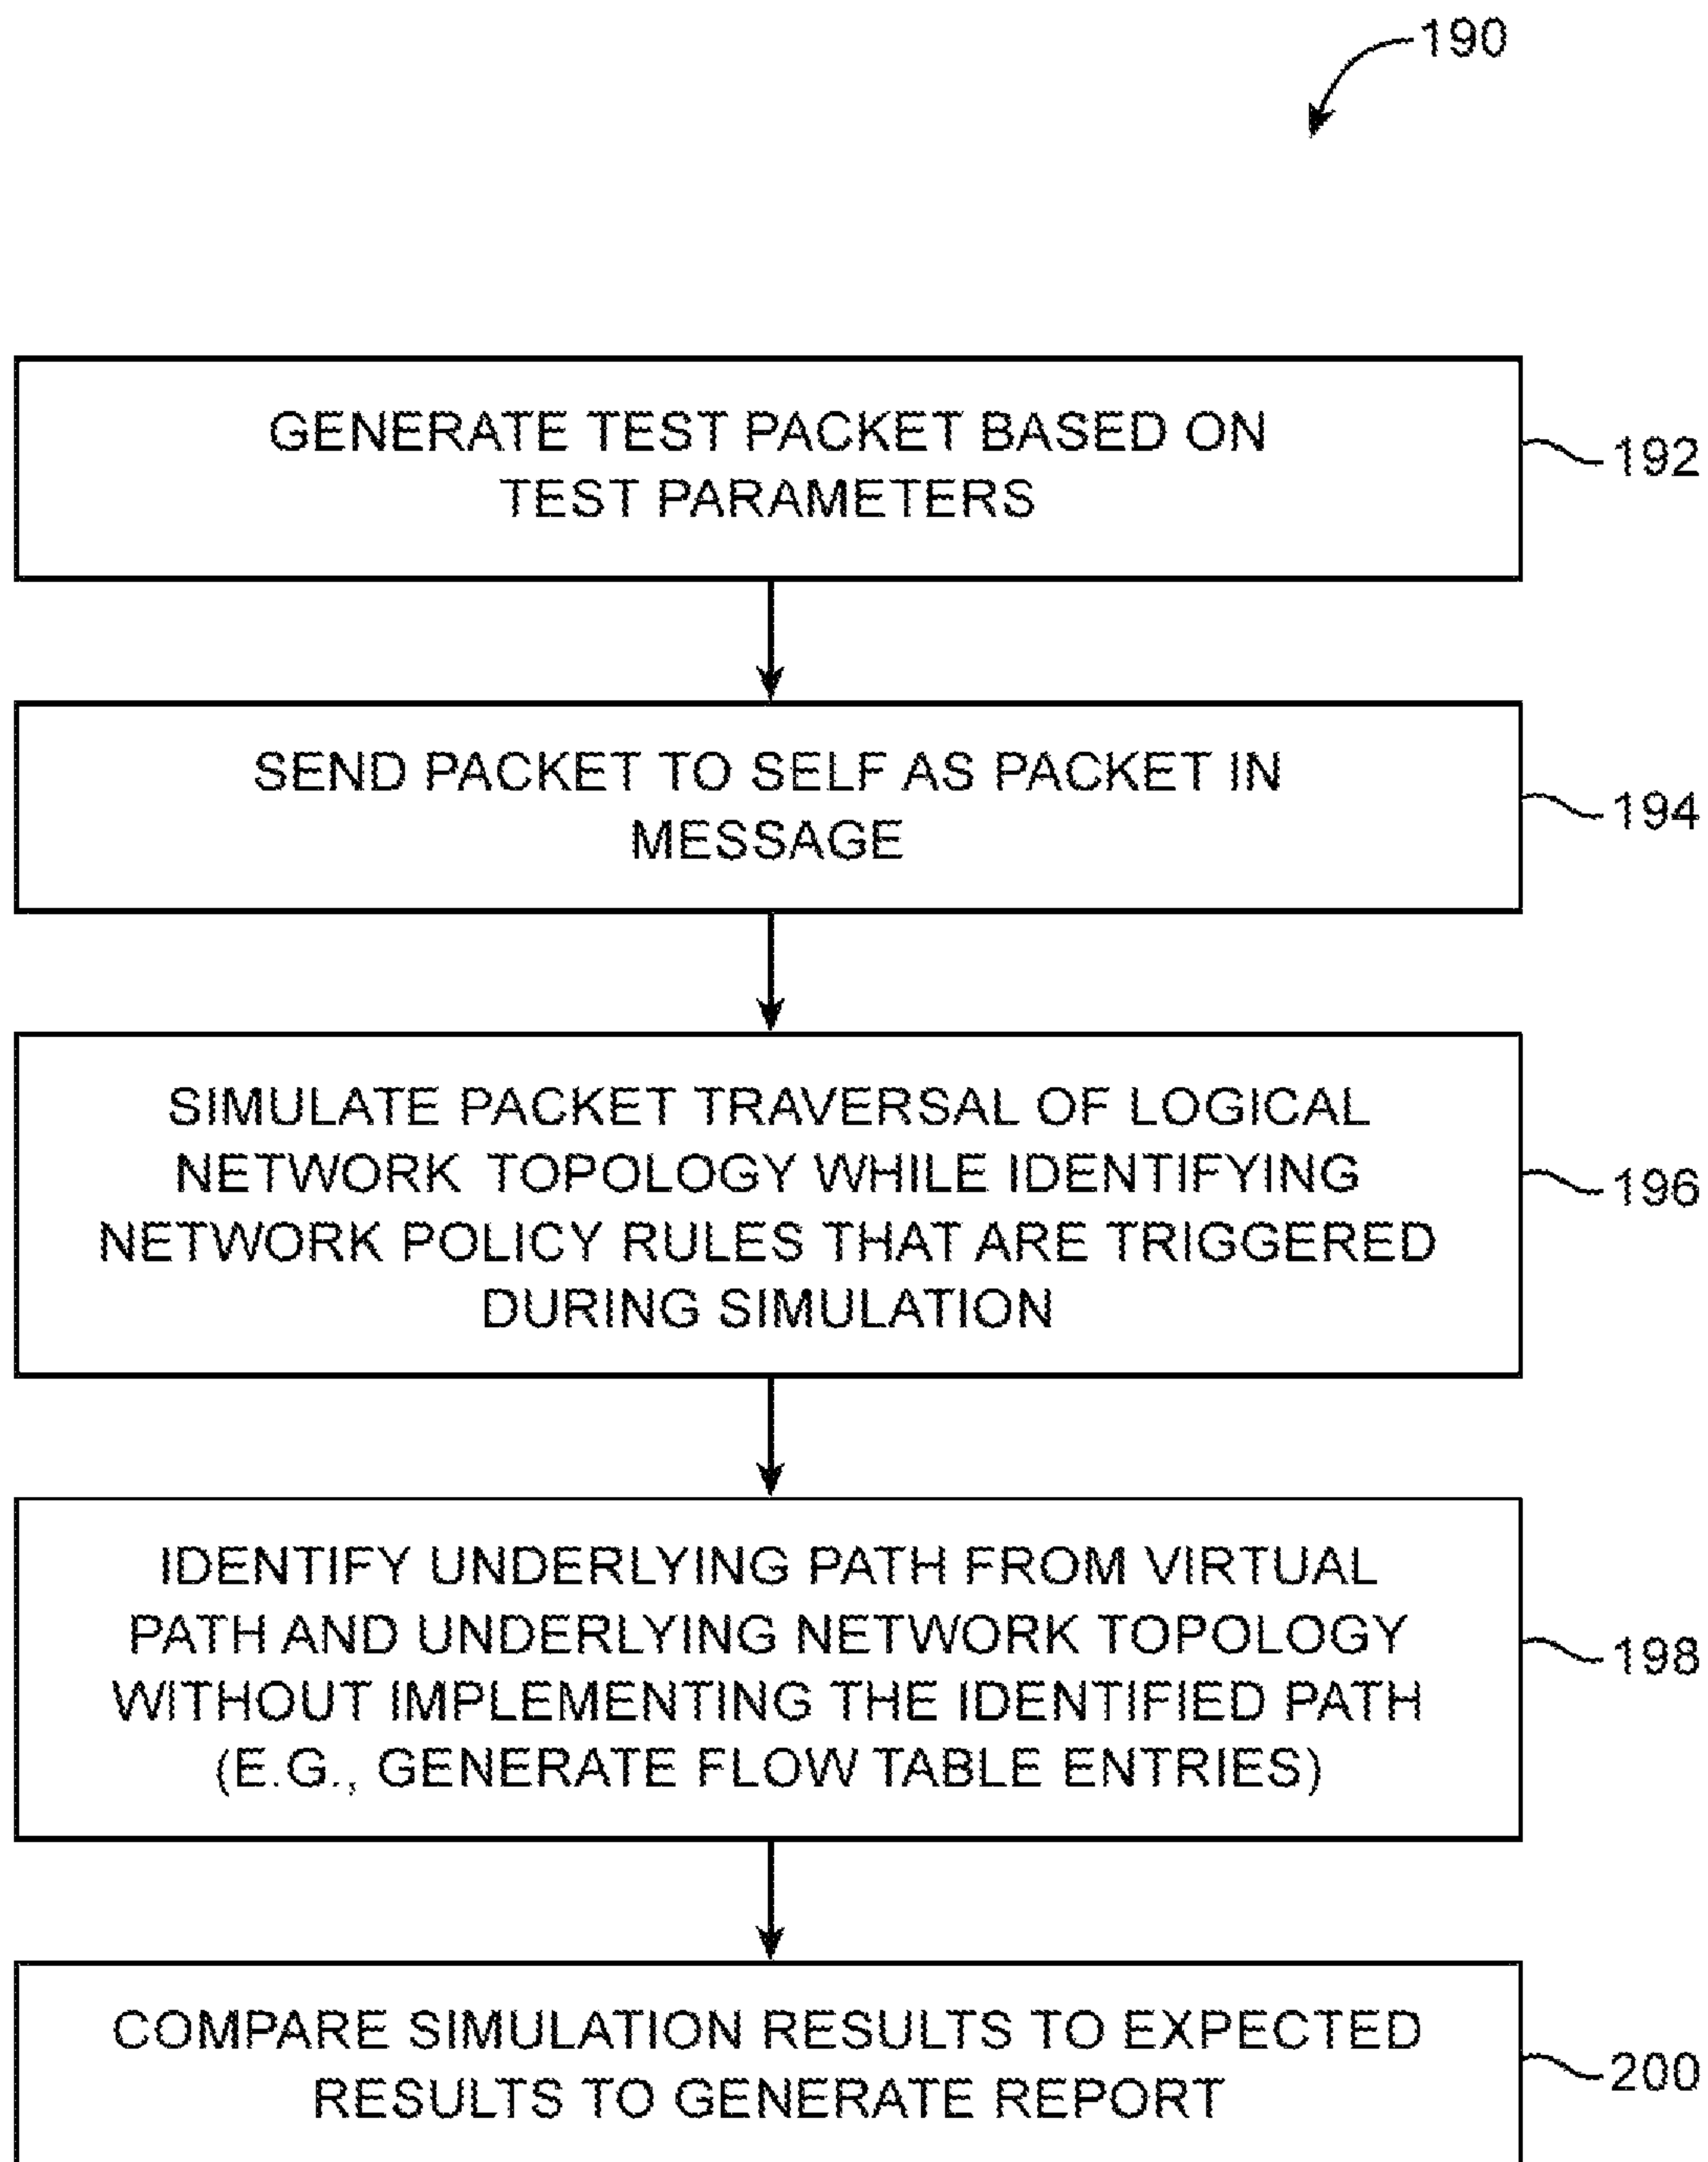 190
GENERATE TEST PACKET BASED ON
TEST PARAMETERS
192
SEND PACKET TO SELF AS PACKET IN
MESSAGE
194
SIMULATE PACKET TRAVERSAL OF LOGICAL
NETWORK TOPOLOGY WHILE IDENTIFYING
NETWORK POLICY RULES THAT ARE TRIGGERED
DURING SIMULATION
196
IDENTIFY UNDERLYING PATH FROM VIRTUAL
PATH AND UNDERLYING NETWORK TOPOLOGY
WITHOUT IMPLEMENTING THE IDENTIFIED PATH
(E.G., GENERATE FLOW TABLE ENTRIES)
198
COMPARE SIMULATION RESULTS TO EXPECTED
RESULTS TO GENERATE REPORT
200